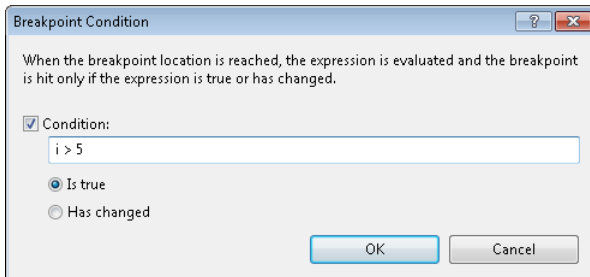 Breakpoint Condition
When the breakpoint location is reached, the expression is evaluated and the breakpoint
is hit only if the expression is true or has changed.
Condition:
i > 5
Is true
Has changed
OK Cancel